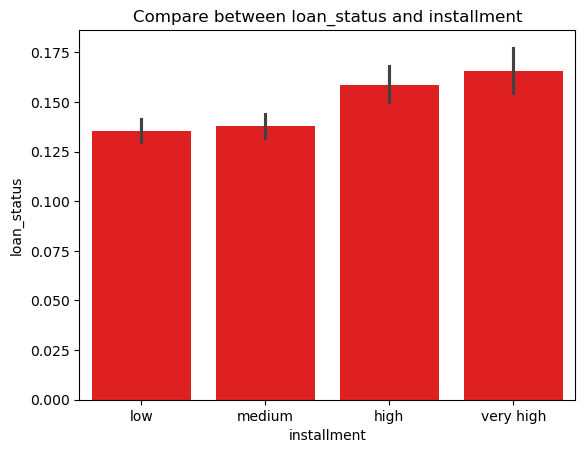 Compare between loan_status and installment
0.175
0.150
0.125
0.100
0.075
0.050
0.025
0.000
loan_status
low medium high very high
installment